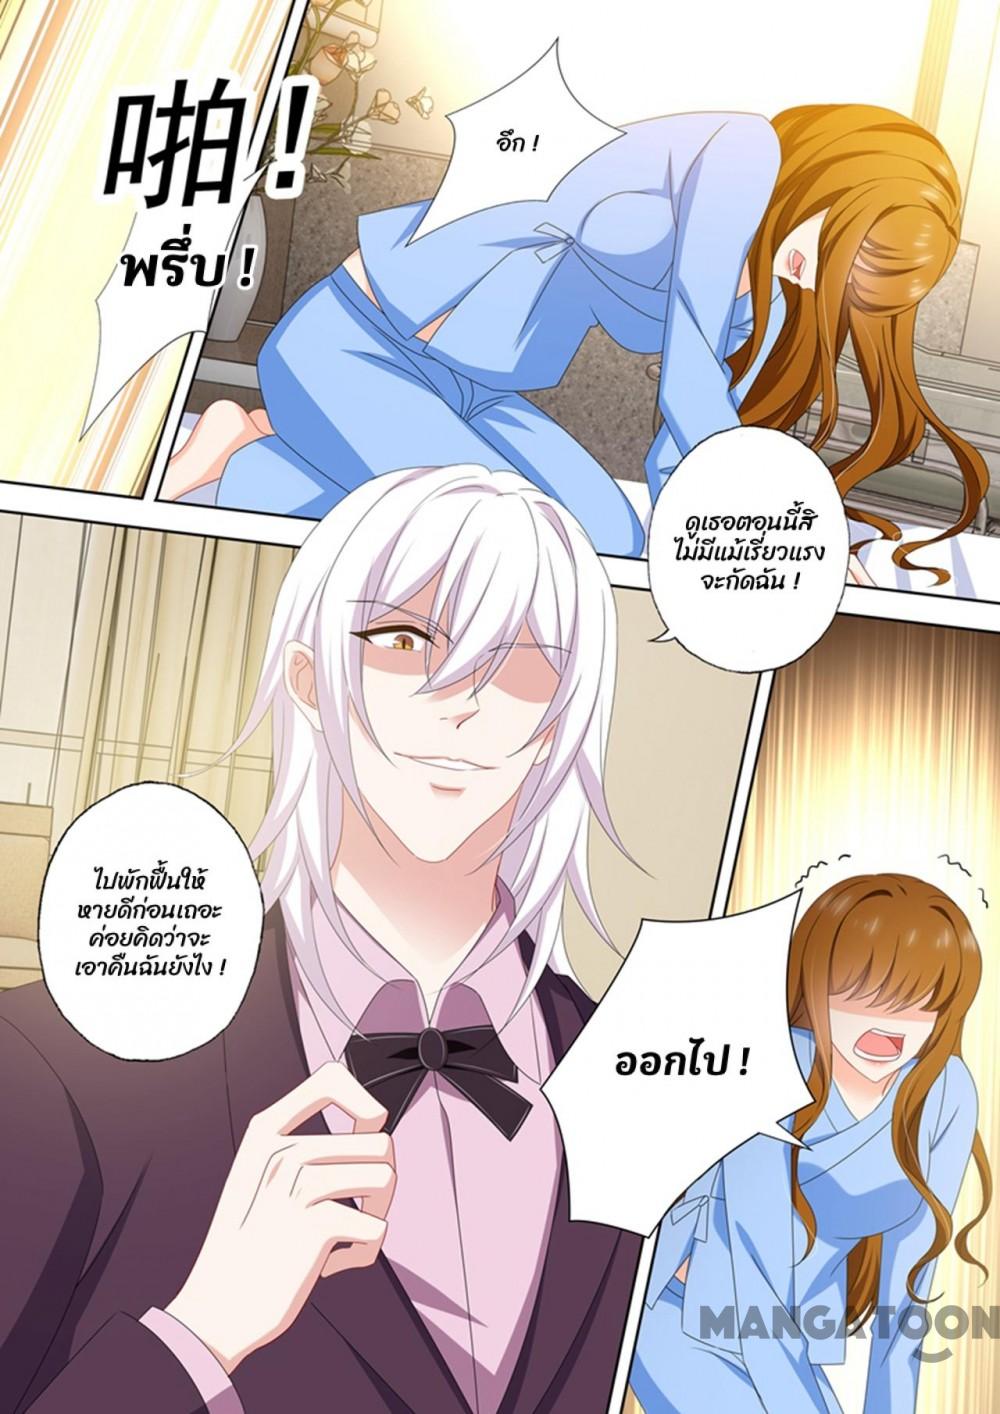 啪！
พรึ่บ !
อึก !
ดูเธอตอนนี้สิ
ไม่มีแม้เรี่ยวแรง
จะกัดฉัน !
ไปพักฟื้นให้
หายดีก่อนเถอะ
ค่อยคิดว่าจะ
เอาคืนฉันยังไง !
ออกไป !
MANGATOON